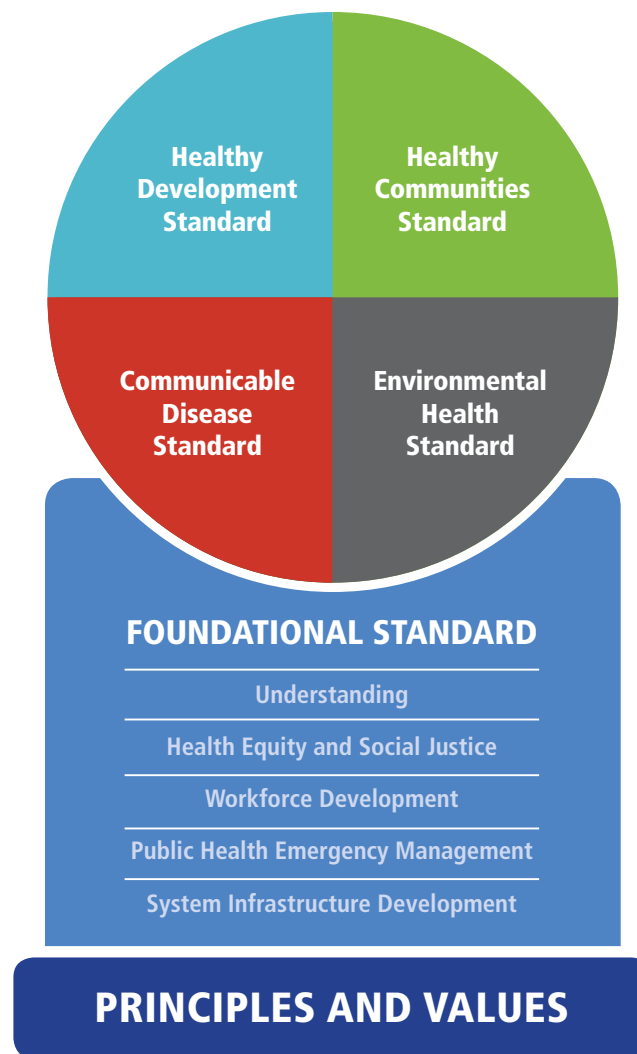 Healthy
Development
Standard
Healthy
Communities
Standard
Communicable
Disease
Standard
Environmental
Health
Standard
FOUNDATIONAL STANDARD
Understanding
Health Equity and Social Justice
Workforce Development
Public Health Emergency Management
System Infrastructure Development
PRINCIPLES AND VALUES